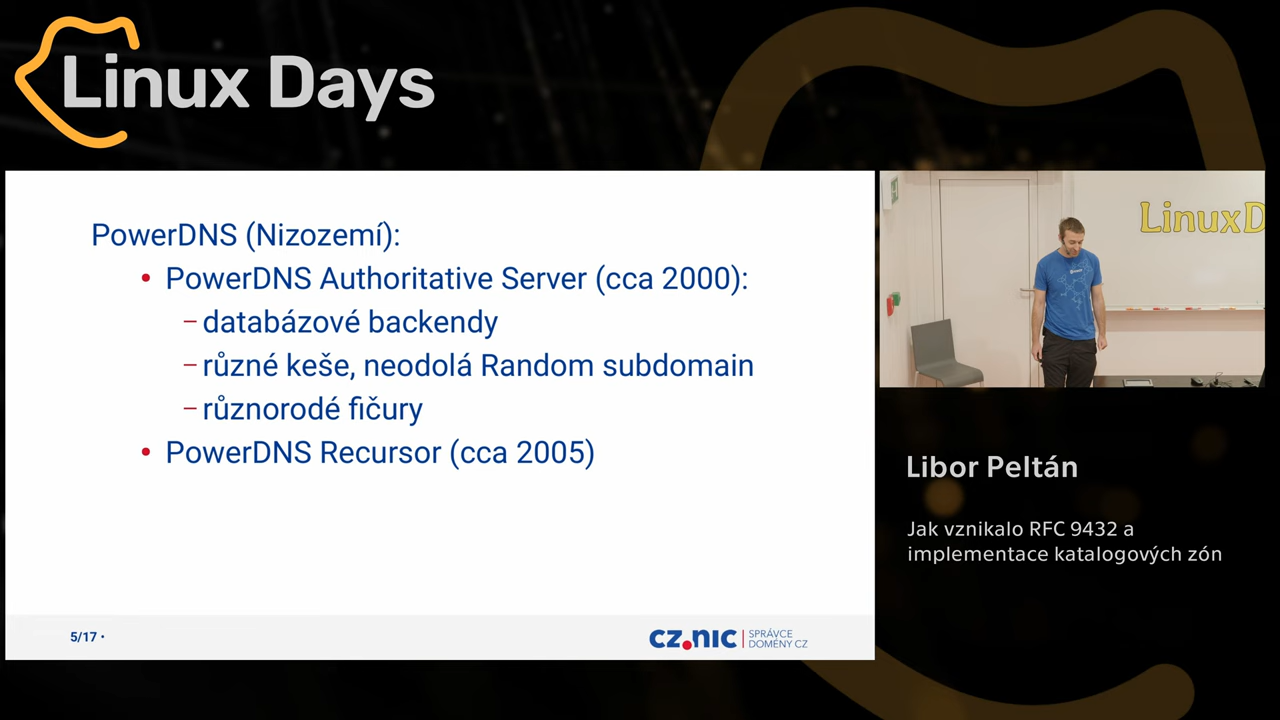 Linux Days
PowerDNS (Nizozemí):
• PowerDNS Authoritative Server (cca 2000):
– databázové backendy
– různé keše, neodolá Random subdomain
– různorodé fičury
• PowerDNS Recursor (cca 2005)
5/17 •
CZ.NIC | SPRÁVCE
DOMÉNY CZ
LinuxD
Libor Peltán
Jak vznikalo RFC 9432 a
implementace katalogových zón